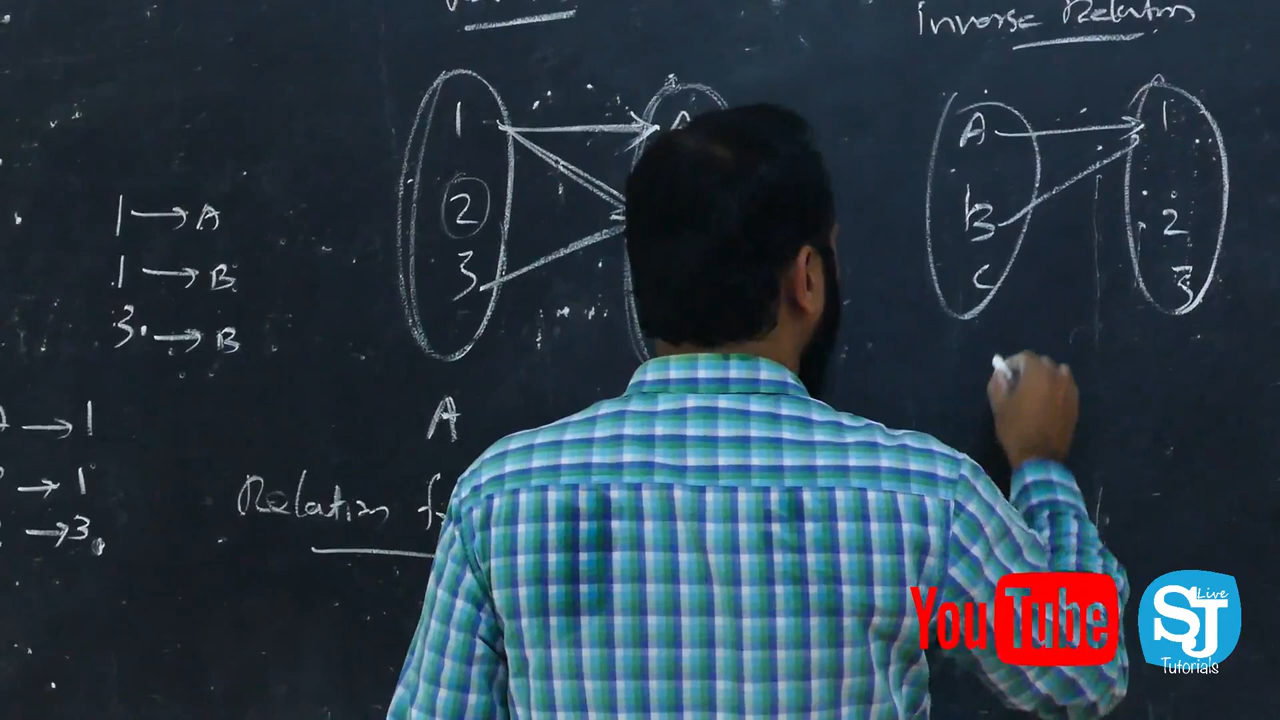 Inverse Relation
1 A
2
3
A 1
B 2
C 3
1 → A
1 → B
3. → B
→ 1
→ 1
→ 3.
A
Relation
YouTube
SJ Live
Tutorials